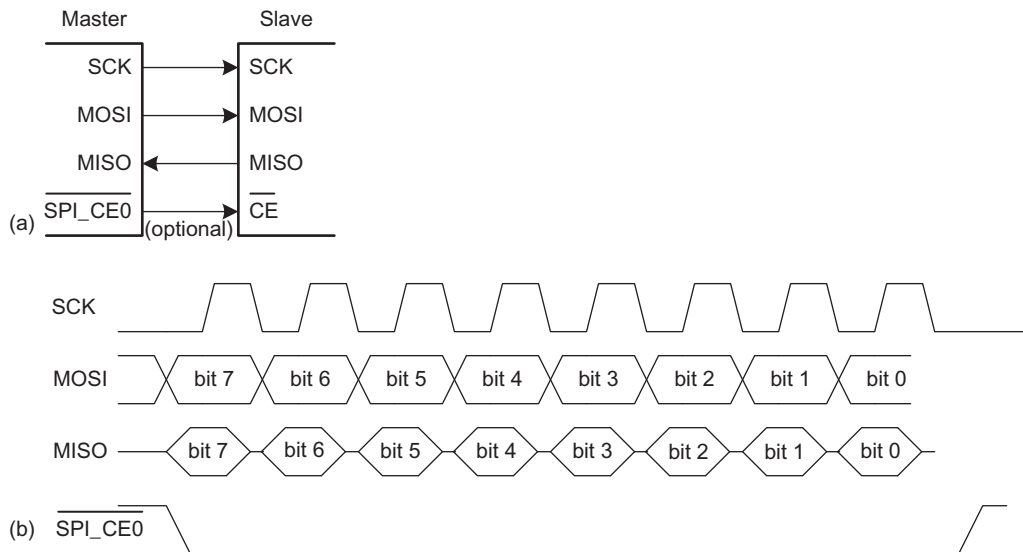 Master Slave
SCK SCK
MOSI MOSI
MISO MISO
(a) SPI_CE0 (optional) CE
SCK
MOSI bit 7 bit 6 bit 5 bit 4 bit 3 bit 2 bit 1 bit 0
MISO bit 7 bit 6 bit 5 bit 4 bit 3 bit 2 bit 1 bit 0
(b) SPI_CE0